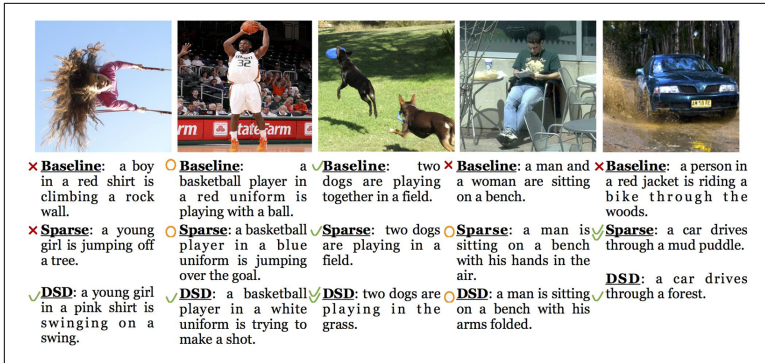 32
StateFarm
Baseline: a boy
in a red shirt is
climbing a rock
wall.
Sparse: a young
girl is jumping off
a tree.
DSD: a young girl
in a pink shirt is
swinging on a
swing.
Baseline: a
basketball player in
a red uniform is
playing with a ball.
Sparse: a basketball
player in a blue
uniform is jumping
over the goal.
DSD: a basketball
player in a white
uniform is trying to
make a shot.
Baseline: two
dogs are playing
together in a field.
Sparse: two dogs
are playing in a
field.
DSD: two dogs are
playing in the
grass.
Baseline: a man and
a woman are sitting
on a bench.
Sparse: a man is
sitting on a bench
with his hands in the
air.
DSD: a man is sitting
on a bench with his
arms folded.
Baseline: a person in
a red jacket is riding a
bike through the
woods.
Sparse: a car drives
through a mud puddle.
DSD: a car drives
through a forest.